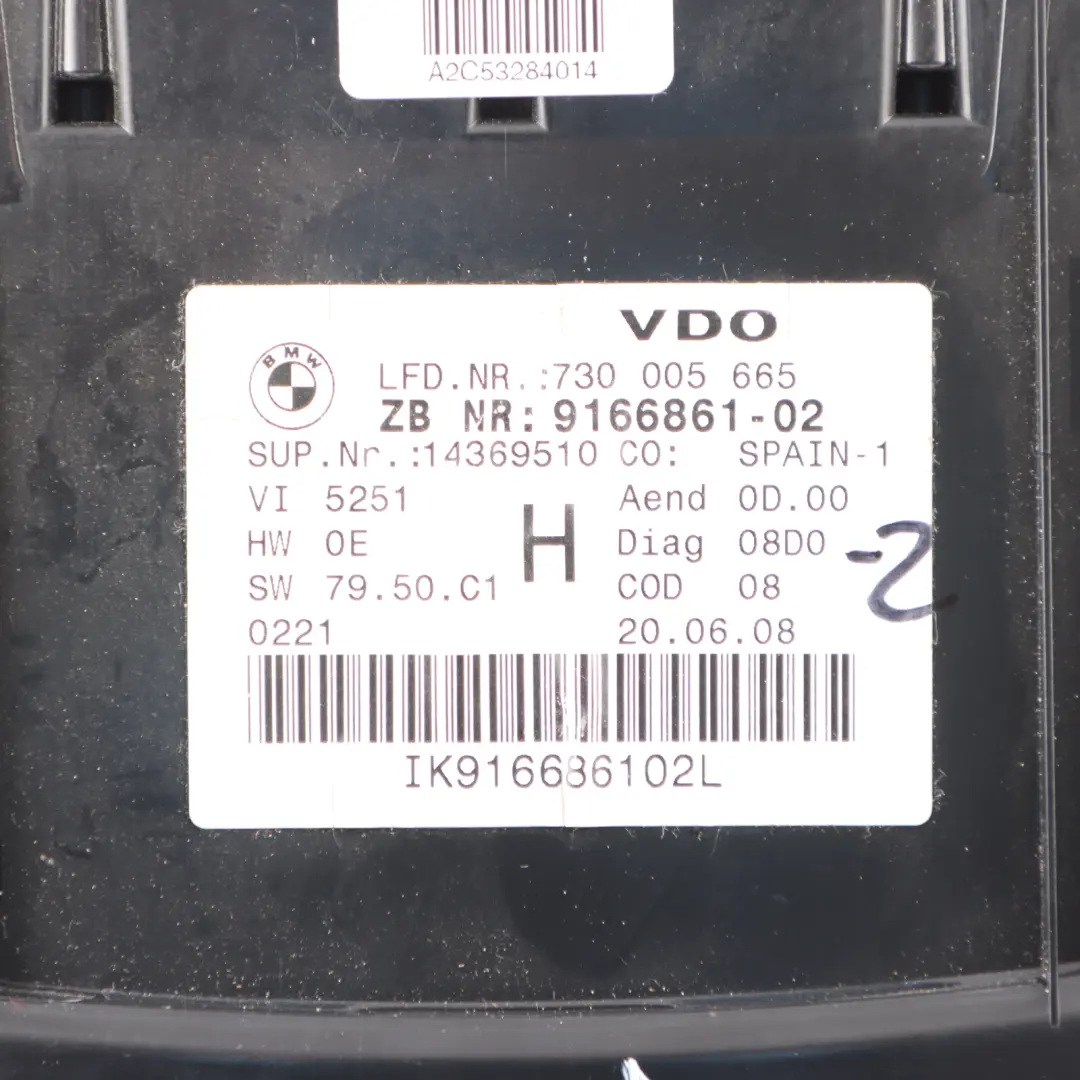 A2C53284014
VDO
BMW
LFD.NR.:730 005 665
ZB NR: 9166861-02
SUP.Nr.:14369510 CO: SPAIN-1
VI 5251 Aend 0D.00
HW 0E H Diag 08D0 -2
SW 79.50.C1 COD 08
0221 20.06.08
IK916686102L